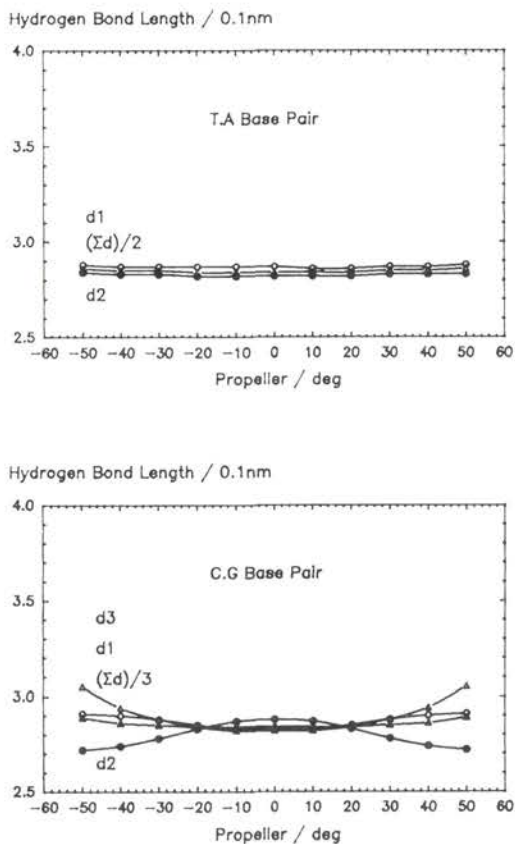 Hydrogen Bond Length / 0.1nm
4.0
T.A Base Pair
3.5
d1
3.0
(Σd)/2
d2
2.5
−60 −50 −40 −30 −20 −10 0 10 20 30 40 50 60
Propeller / deg
Hydrogen Bond Length / 0.1nm
4.0
C.G Base Pair
3.5
d3
d1
3.0
(Σd)/3
d2
2.5
−60 −50 −40 −30 −20 −10 0 10 20 30 40 50 60
Propeller / deg